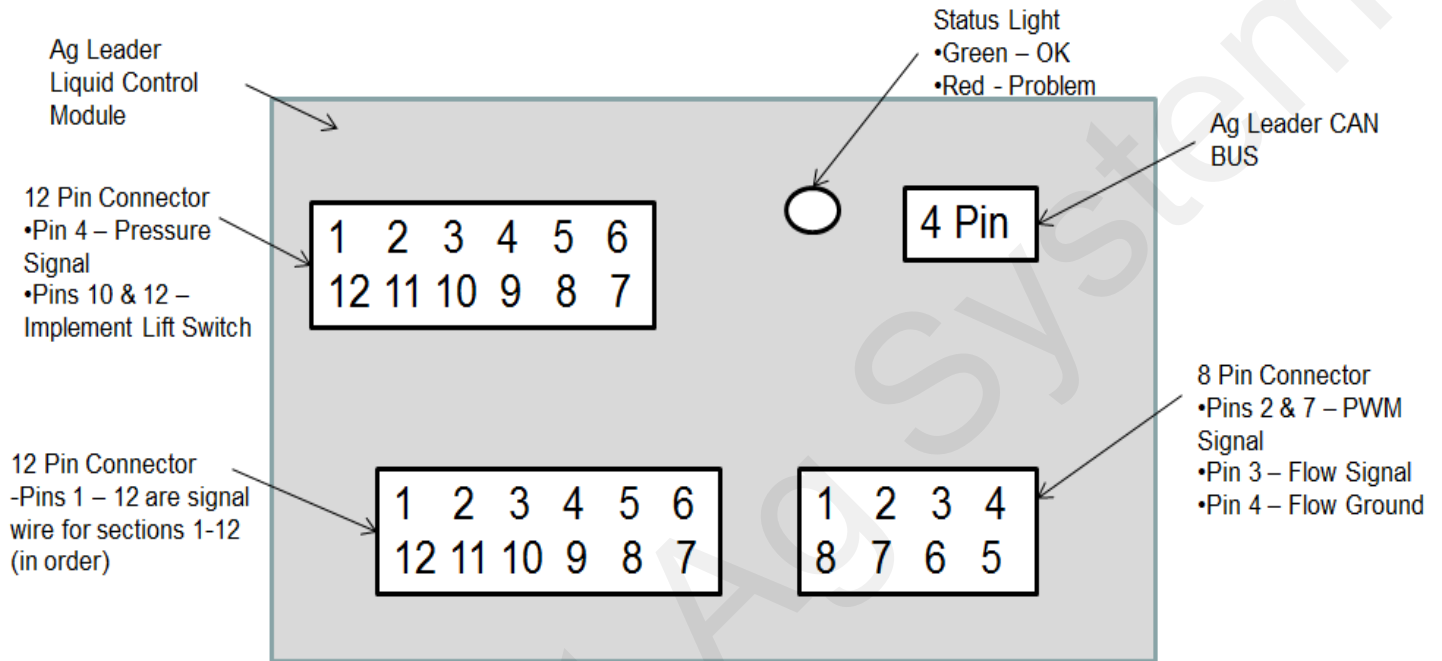 Ag Leader
Liquid Control
Module
Status Light
•Green – OK
•Red - Problem
Ag Leader CAN
BUS
12 Pin Connector
•Pin 4 – Pressure
Signal
•Pins 10 & 12 –
Implement Lift Switch
1 2 3 4 5 6
12 11 10 9 8 7
4 Pin
12 Pin Connector
-Pins 1 – 12 are signal
wire for sections 1-12
(in order)
1 2 3 4 5 6
12 11 10 9 8 7
1 2 3 4
8 7 6 5
8 Pin Connector
•Pins 2 & 7 – PWM
Signal
•Pin 3 – Flow Signal
•Pin 4 – Flow Ground
Ag System